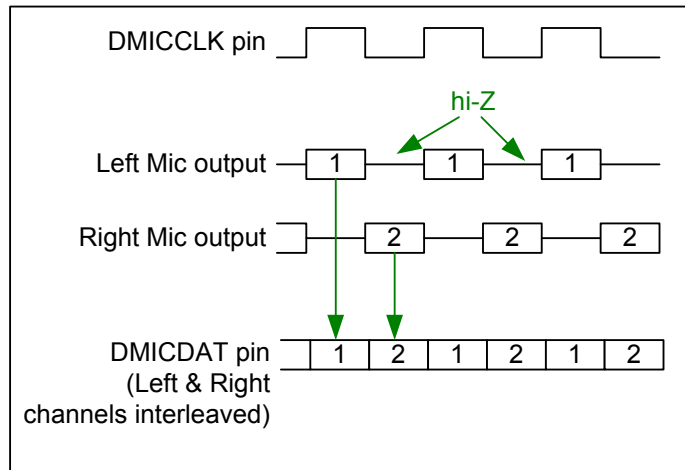 DMICCLK pin
hi-Z
Left Mic output
1 1 1
Right Mic output
2 2 2
DMICDAT pin
(Left & Right
channels interleaved)
1 2 1 2 1 2